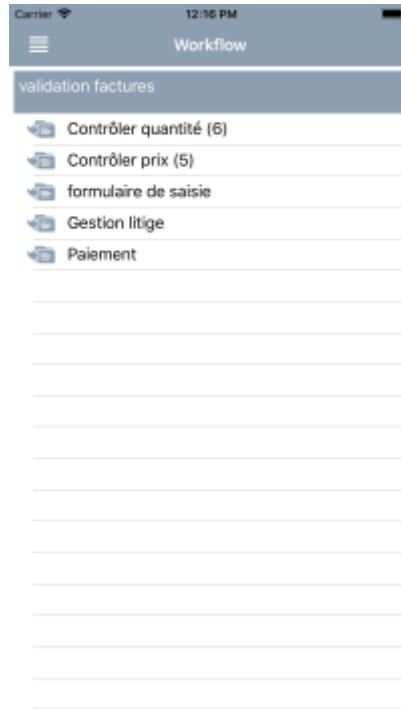 Carrier 12:16 PM
Workflow
validation factures
Contrôler quantité (6)
Contrôler prix (5)
formulaire de saisie
Gestion litige
Paiement